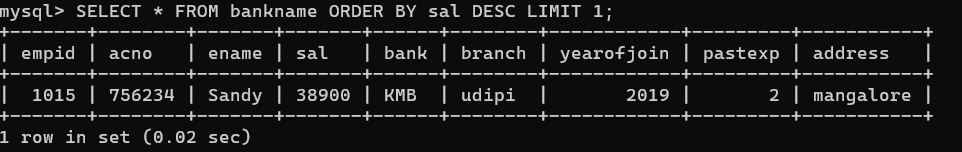 mysql> SELECT * FROM bankname ORDER BY sal DESC LIMIT 1;
+-------+--------+-------+-------+------+--------+------------+---------+-----------+
| empid | acno   | ename | sal   | bank | branch | yearofjoin | pastexp | address   |
+-------+--------+-------+-------+------+--------+------------+---------+-----------+
|  1015 | 756234 | Sandy | 38900 | KMB  | udipi  |       2019 |       2 | mangalore |
+-------+--------+-------+-------+------+--------+------------+---------+-----------+
1 row in set (0.02 sec)